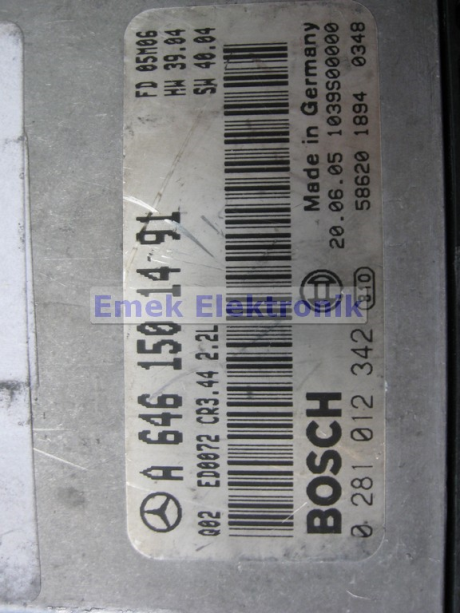 FD 05M06
HW 39.04
SW 40.04
A 646 150 14 91
Q02 ED0072 CR3.44 2.2L
Made in Germany
20.06.05 1039S00000
58620 1894 0348
BOSCH
0 281 012 342
Emek Elektronik